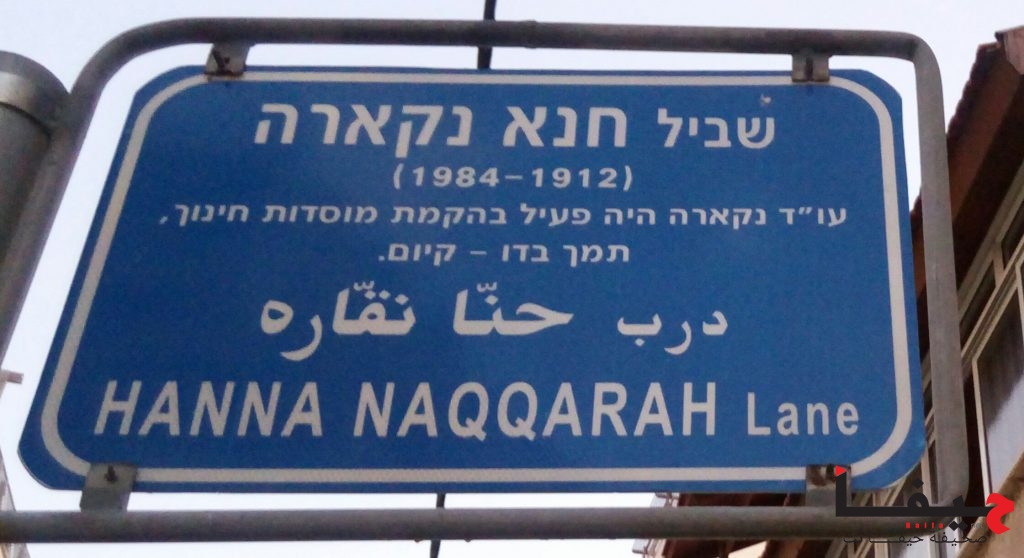 שביל חנא נקארה
(1984-1912)
עו"ד נקארה היה פעיל בהקמת מוסדות חינוך,
תמך בדו - קיום.
درب حنّا نقّاره
HANNA NAQQARAH Lane
حيفا